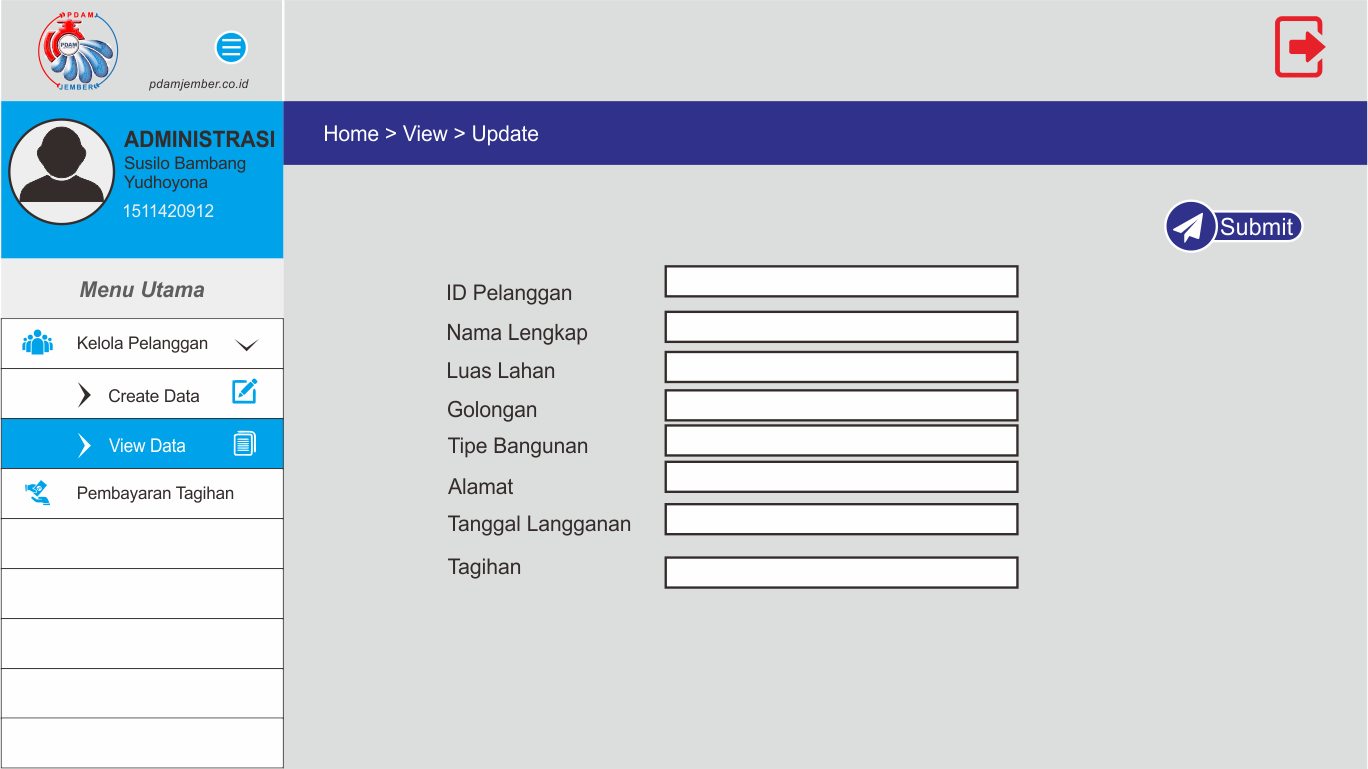 PDAM
PDAM
JEMBER
pdamjember.co.id
ADMINISTRASI
Susilo Bambang
Yudhoyona
1511420912
Menu Utama
Kelola Pelanggan
Create Data
View Data
Pembayaran Tagihan
Home > View > Update
Submit
ID Pelanggan
Nama Lengkap
Luas Lahan
Golongan
Tipe Bangunan
Alamat
Tanggal Langganan
Tagihan